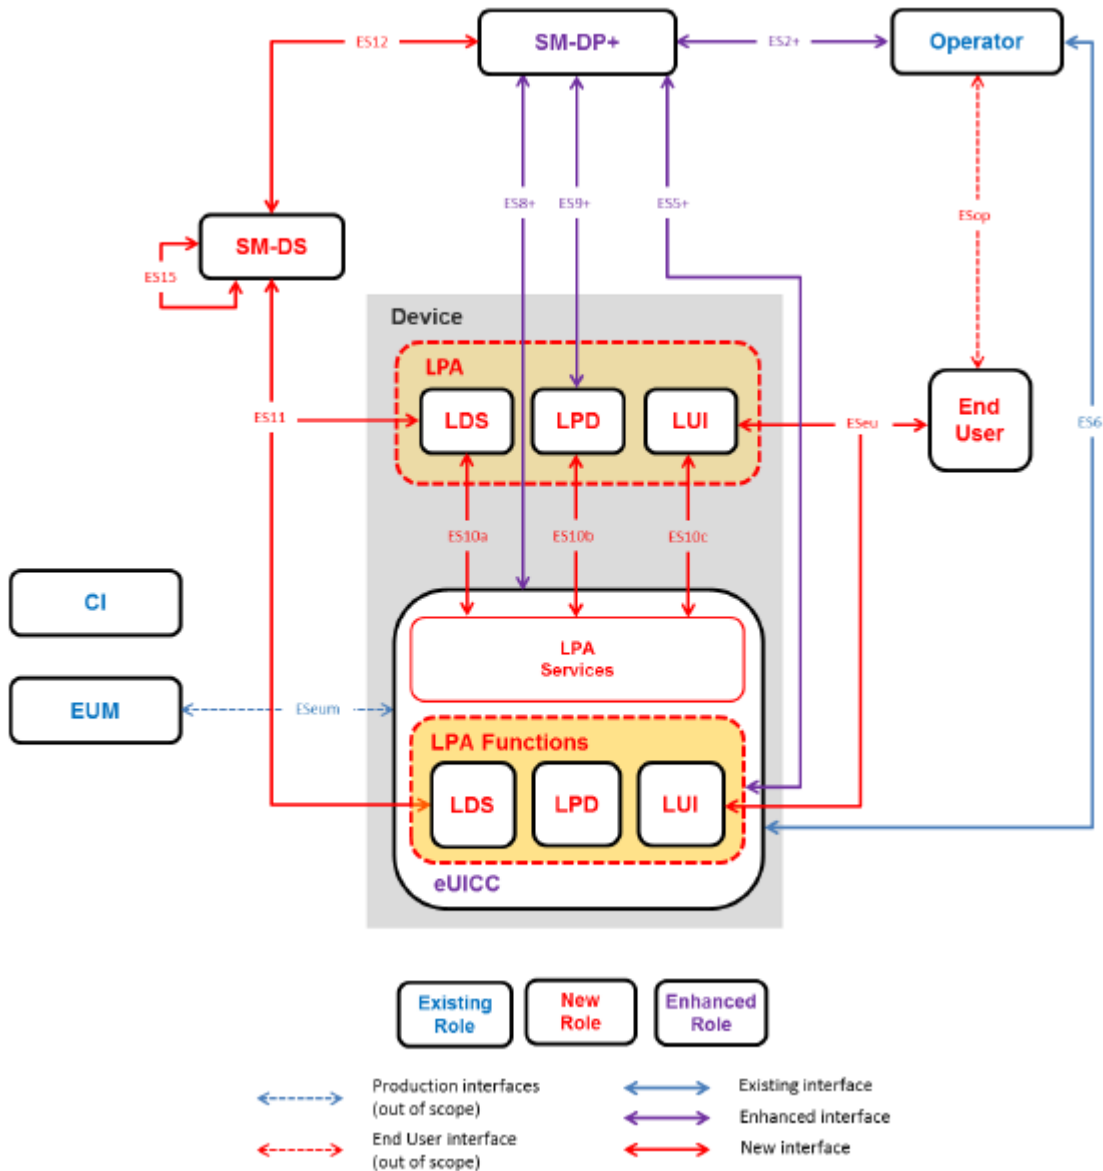 ES12
SM-DP+
ES2+
Operator
ES8+
ES9+
ES5+
ESop
SM-DS
ES15
Device
LPA
ES11
LDS
LPD
LUI
ESeu
End
User
ES6
ES10a
ES10b
ES10c
CI
LPA
Services
EUM
ESeum
LPA Functions
LDS
LPD
LUI
eUICC
Existing
Role
New
Role
Enhanced
Role
Production interfaces
(out of scope)
Existing interface
Enhanced interface
End User interface
(out of scope)
New interface